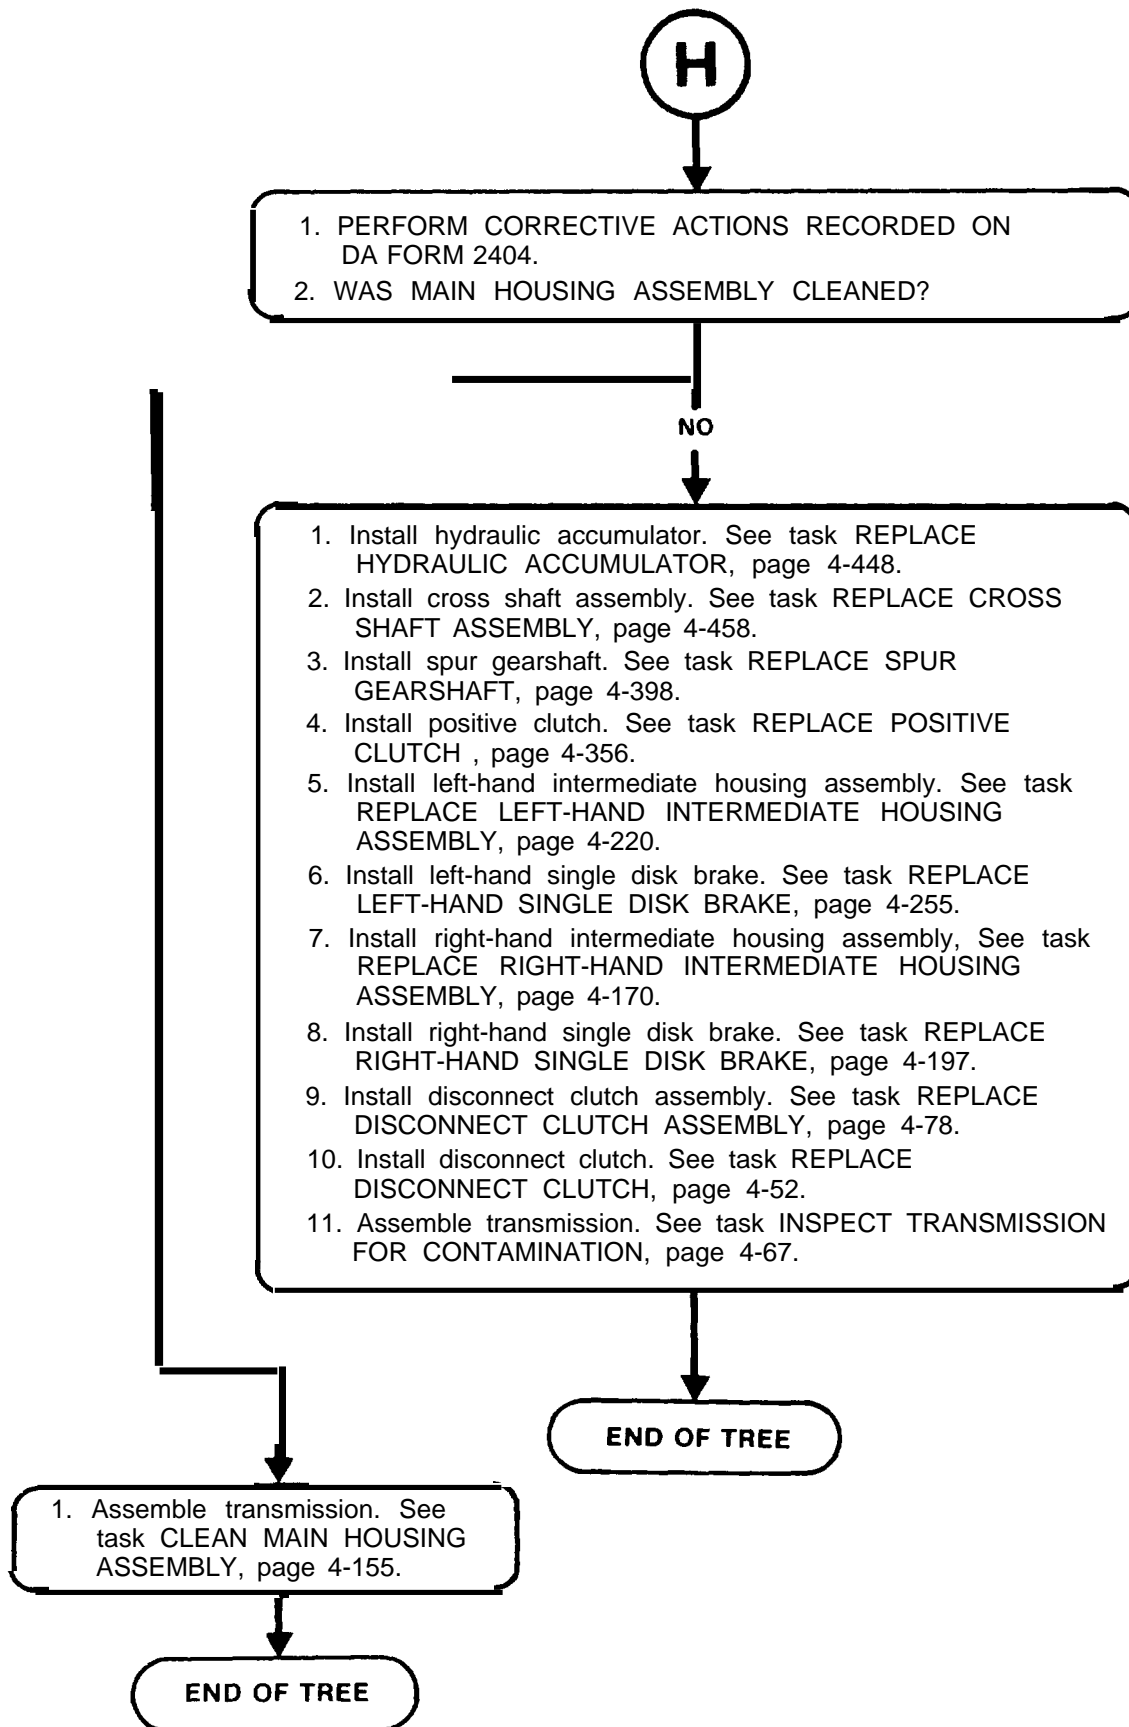 H
1. PERFORM CORRECTIVE ACTIONS RECORDED ON
DA FORM 2404.
2. WAS MAIN HOUSING ASSEMBLY CLEANED?
NO
1. Install hydraulic accumulator. See task REPLACE
HYDRAULIC ACCUMULATOR, page 4-448.
2. Install cross shaft assembly. See task REPLACE CROSS
SHAFT ASSEMBLY, page 4-458.
3. Install spur gearshaft. See task REPLACE SPUR
GEARSHAFT, page 4-398.
4. Install positive clutch. See task REPLACE POSITIVE
CLUTCH , page 4-356.
5. Install left-hand intermediate housing assembly. See task
REPLACE LEFT-HAND INTERMEDIATE HOUSING
ASSEMBLY, page 4-220.
6. Install left-hand single disk brake. See task REPLACE
LEFT-HAND SINGLE DISK BRAKE, page 4-255.
7. Install right-hand intermediate housing assembly, See task
REPLACE RIGHT-HAND INTERMEDIATE HOUSING
ASSEMBLY, page 4-170.
8. Install right-hand single disk brake. See task REPLACE
RIGHT-HAND SINGLE DISK BRAKE, page 4-197.
9. Install disconnect clutch assembly. See task REPLACE
DISCONNECT CLUTCH ASSEMBLY, page 4-78.
10. Install disconnect clutch. See task REPLACE
DISCONNECT CLUTCH, page 4-52.
11. Assemble transmission. See task INSPECT TRANSMISSION
FOR CONTAMINATION, page 4-67.
END OF TREE
1. Assemble transmission. See
task CLEAN MAIN HOUSING
ASSEMBLY, page 4-155.
END OF TREE